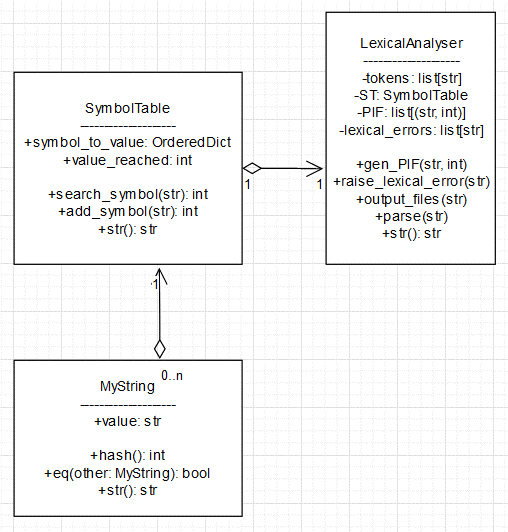 LexicalAnalyser
--------------------
-tokens: list[str]
-ST: SymbolTable
-PIF: list[(str, int)]
-lexical_errors: list[str]
+gen_PIF(str, int)
+raise_lexical_error(str)
+output_files(str)
+parse(str)
+str(): str
SymbolTable
--------------------
+symbol_to_value: OrderedDict
+value_reached: int
+search_symbol(str): int
+add_symbol(str): int
+str(): str
1
1
1
0..n
MyString
--------------------
+value: str
+hash(): int
+eq(other: MyString): bool
+str(): str